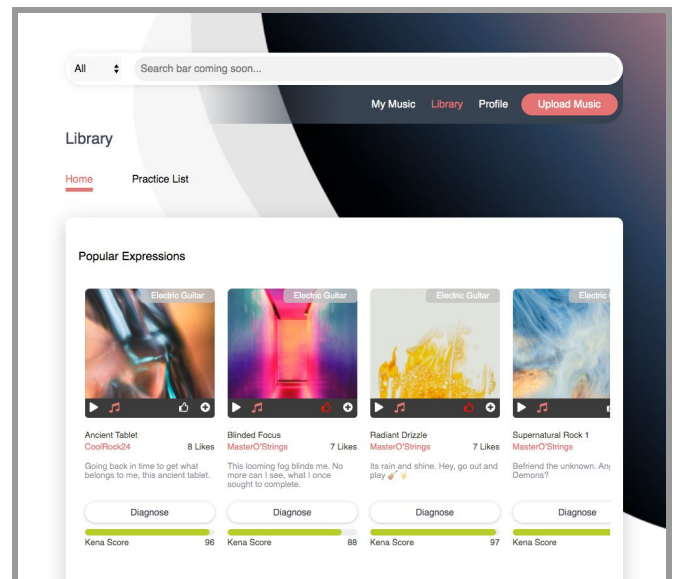 All
Search bar coming soon...
My Music Library Profile Upload Music
Library
Home Practice List
Popular Expressions
Electric Guitar Electric Guitar Electric Guitar Electric
Ancient Tablet
CoolRock24 8 Likes
Going back in time to get what
belongs to me, this ancient tablet.
Diagnose
Kena Score 96
Blinded Focus
MasterO'Strings 7 Likes
This looming fog blinds me. No
more can I see, what I once
sought to complete.
Diagnose
Kena Score 88
Radiant Drizzle
MasterO'Strings 7 Likes
Its rain and shine. Hey, go out and
play 🎸 ✌️
Diagnose
Kena Score 97
Supernatural Rock 1
MasterO'Strings
Befriend the unknown.
Demons?
Diagnose
Kena Score